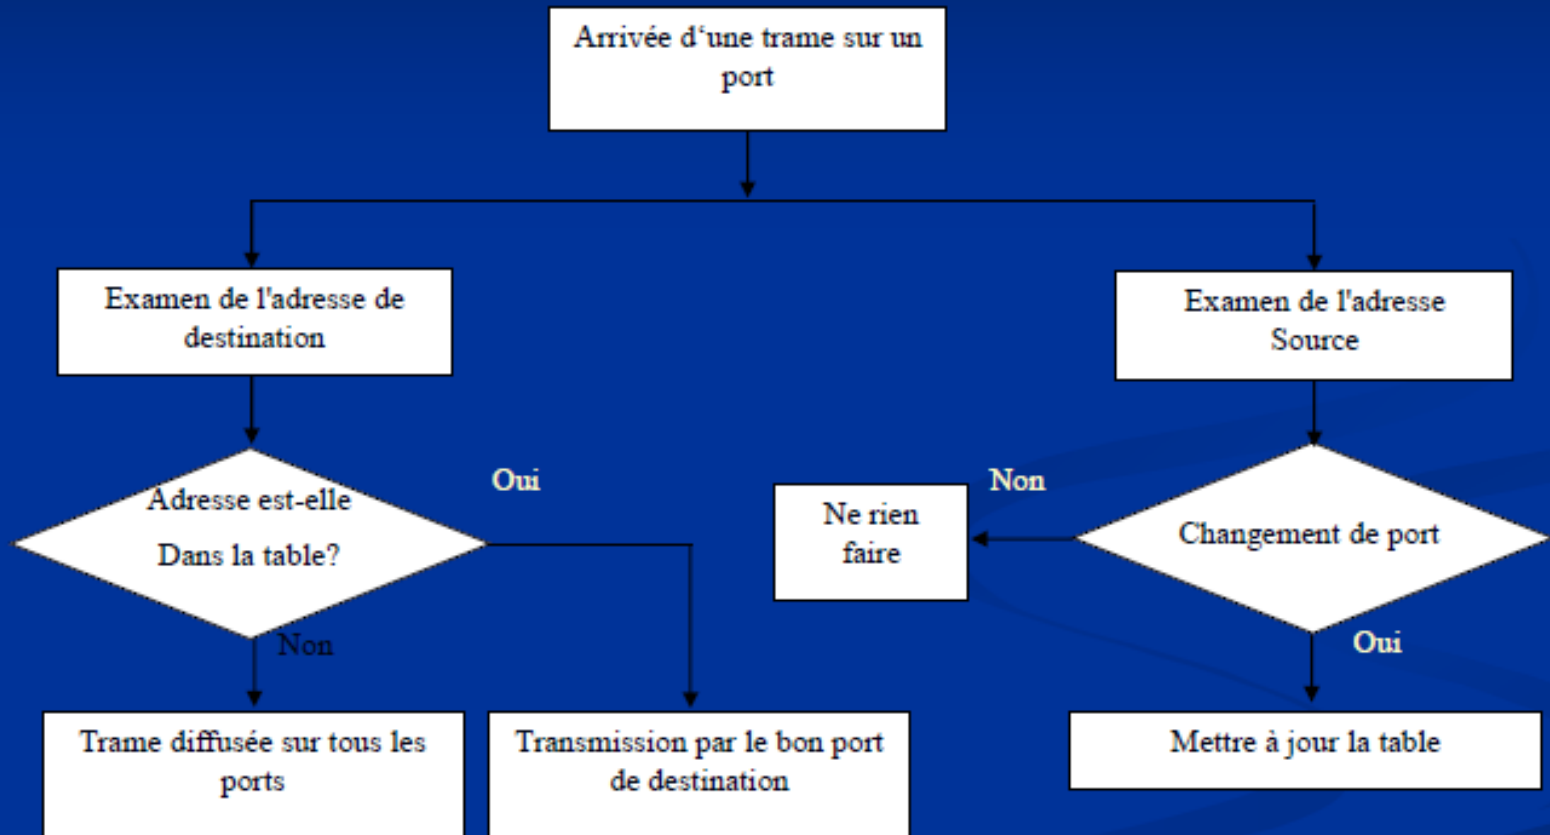 Arrivée d‘une trame sur un
port
Examen de l'adresse de
destination
Examen de l'adresse
Source
Adresse est-elle
Dans la table?
Oui
Non
Ne rien
faire
Non
Changement de port
Oui
Trame diffusée sur tous les
ports
Transmission par le bon port
de destination
Mettre à jour la table